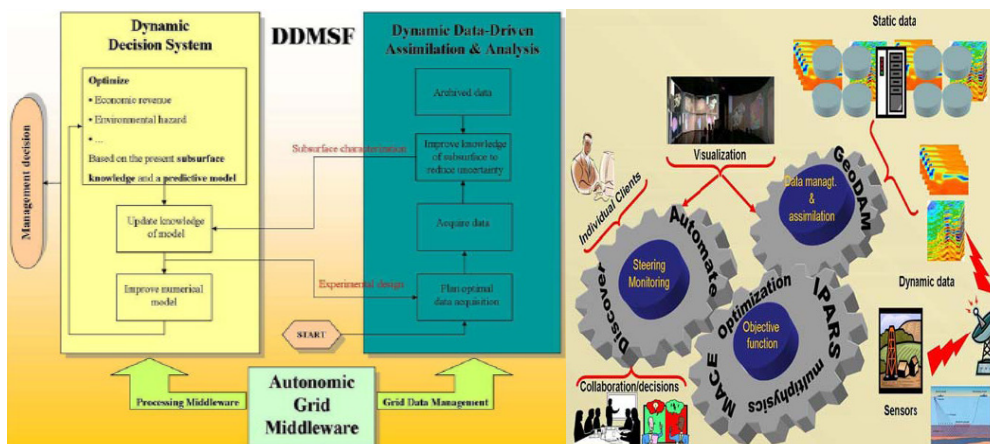 Dynamic
Decision System
DDMSF
Dynamic Data-Driven
Assimilation & Analysis
Optimize
• Economic revenue
• Environmental hazard
• ...
Based on the present subsurface
knowledge and a predictive model
Management decision
Update knowledge
of model
Improve numerical
model
Subsurface characterization
Experimental design
START
Archived data
Improve knowledge
of subsurface to
reduce uncertainty
Acquire data
Plan optimal
data acquisition
Processing Middleware
Autonomic
Grid
Middleware
Grid Data Management
Static data
Visualization
Individual Clients
GeoDAM
Data managt.
&
assimilation
Automate
Discover
Steering
Monitoring
Optimization
IPARS
MACE
multiphysics
Objective
function
Dynamic data
Sensors
Collaboration/decisions